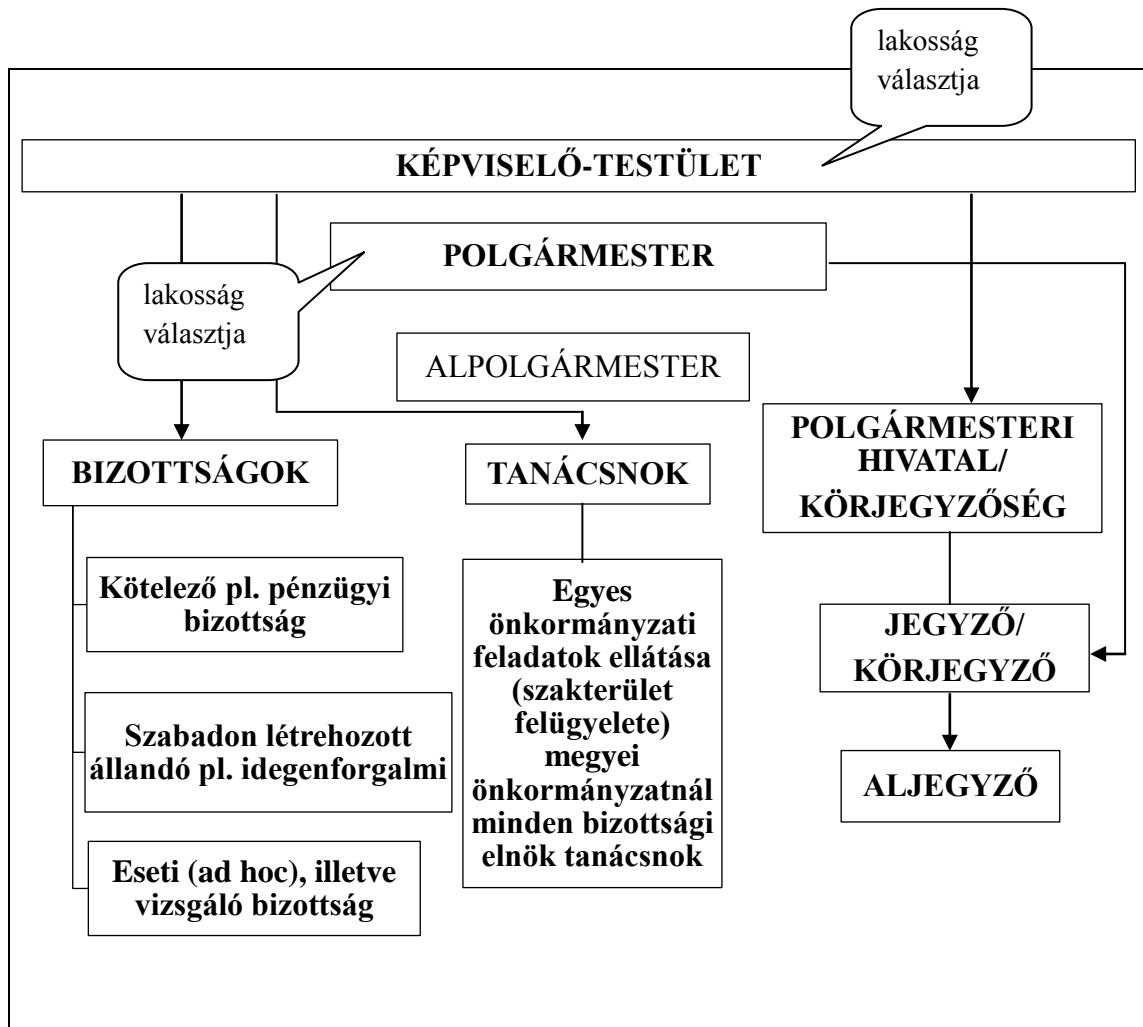 lakosság
választja
KÉPVISELŐ-TESTÜLET
POLGÁRMESTER
lakosság
választja
ALPOLGÁRMESTER
BIZOTTSÁGOK
TANÁCSNOK
POLGÁRMESTERI
HIVATAL/
KÖRJEGYZŐSÉG
Kötelező pl. pénzügyi
bizottság
Szabadon létrehozott
állandó pl. idegenforgalmi
Eseti (ad hoc), illetve
vizsgáló bizottság
Egyes
önkormányzati
feladatok ellátása
(szakterület
felügyelete)
megyei
önkormányzatnál
minden bizottsági
elnök tanácsnok
JEGYZŐ/
KÖRJEGYZŐ
ALJEGYZŐ